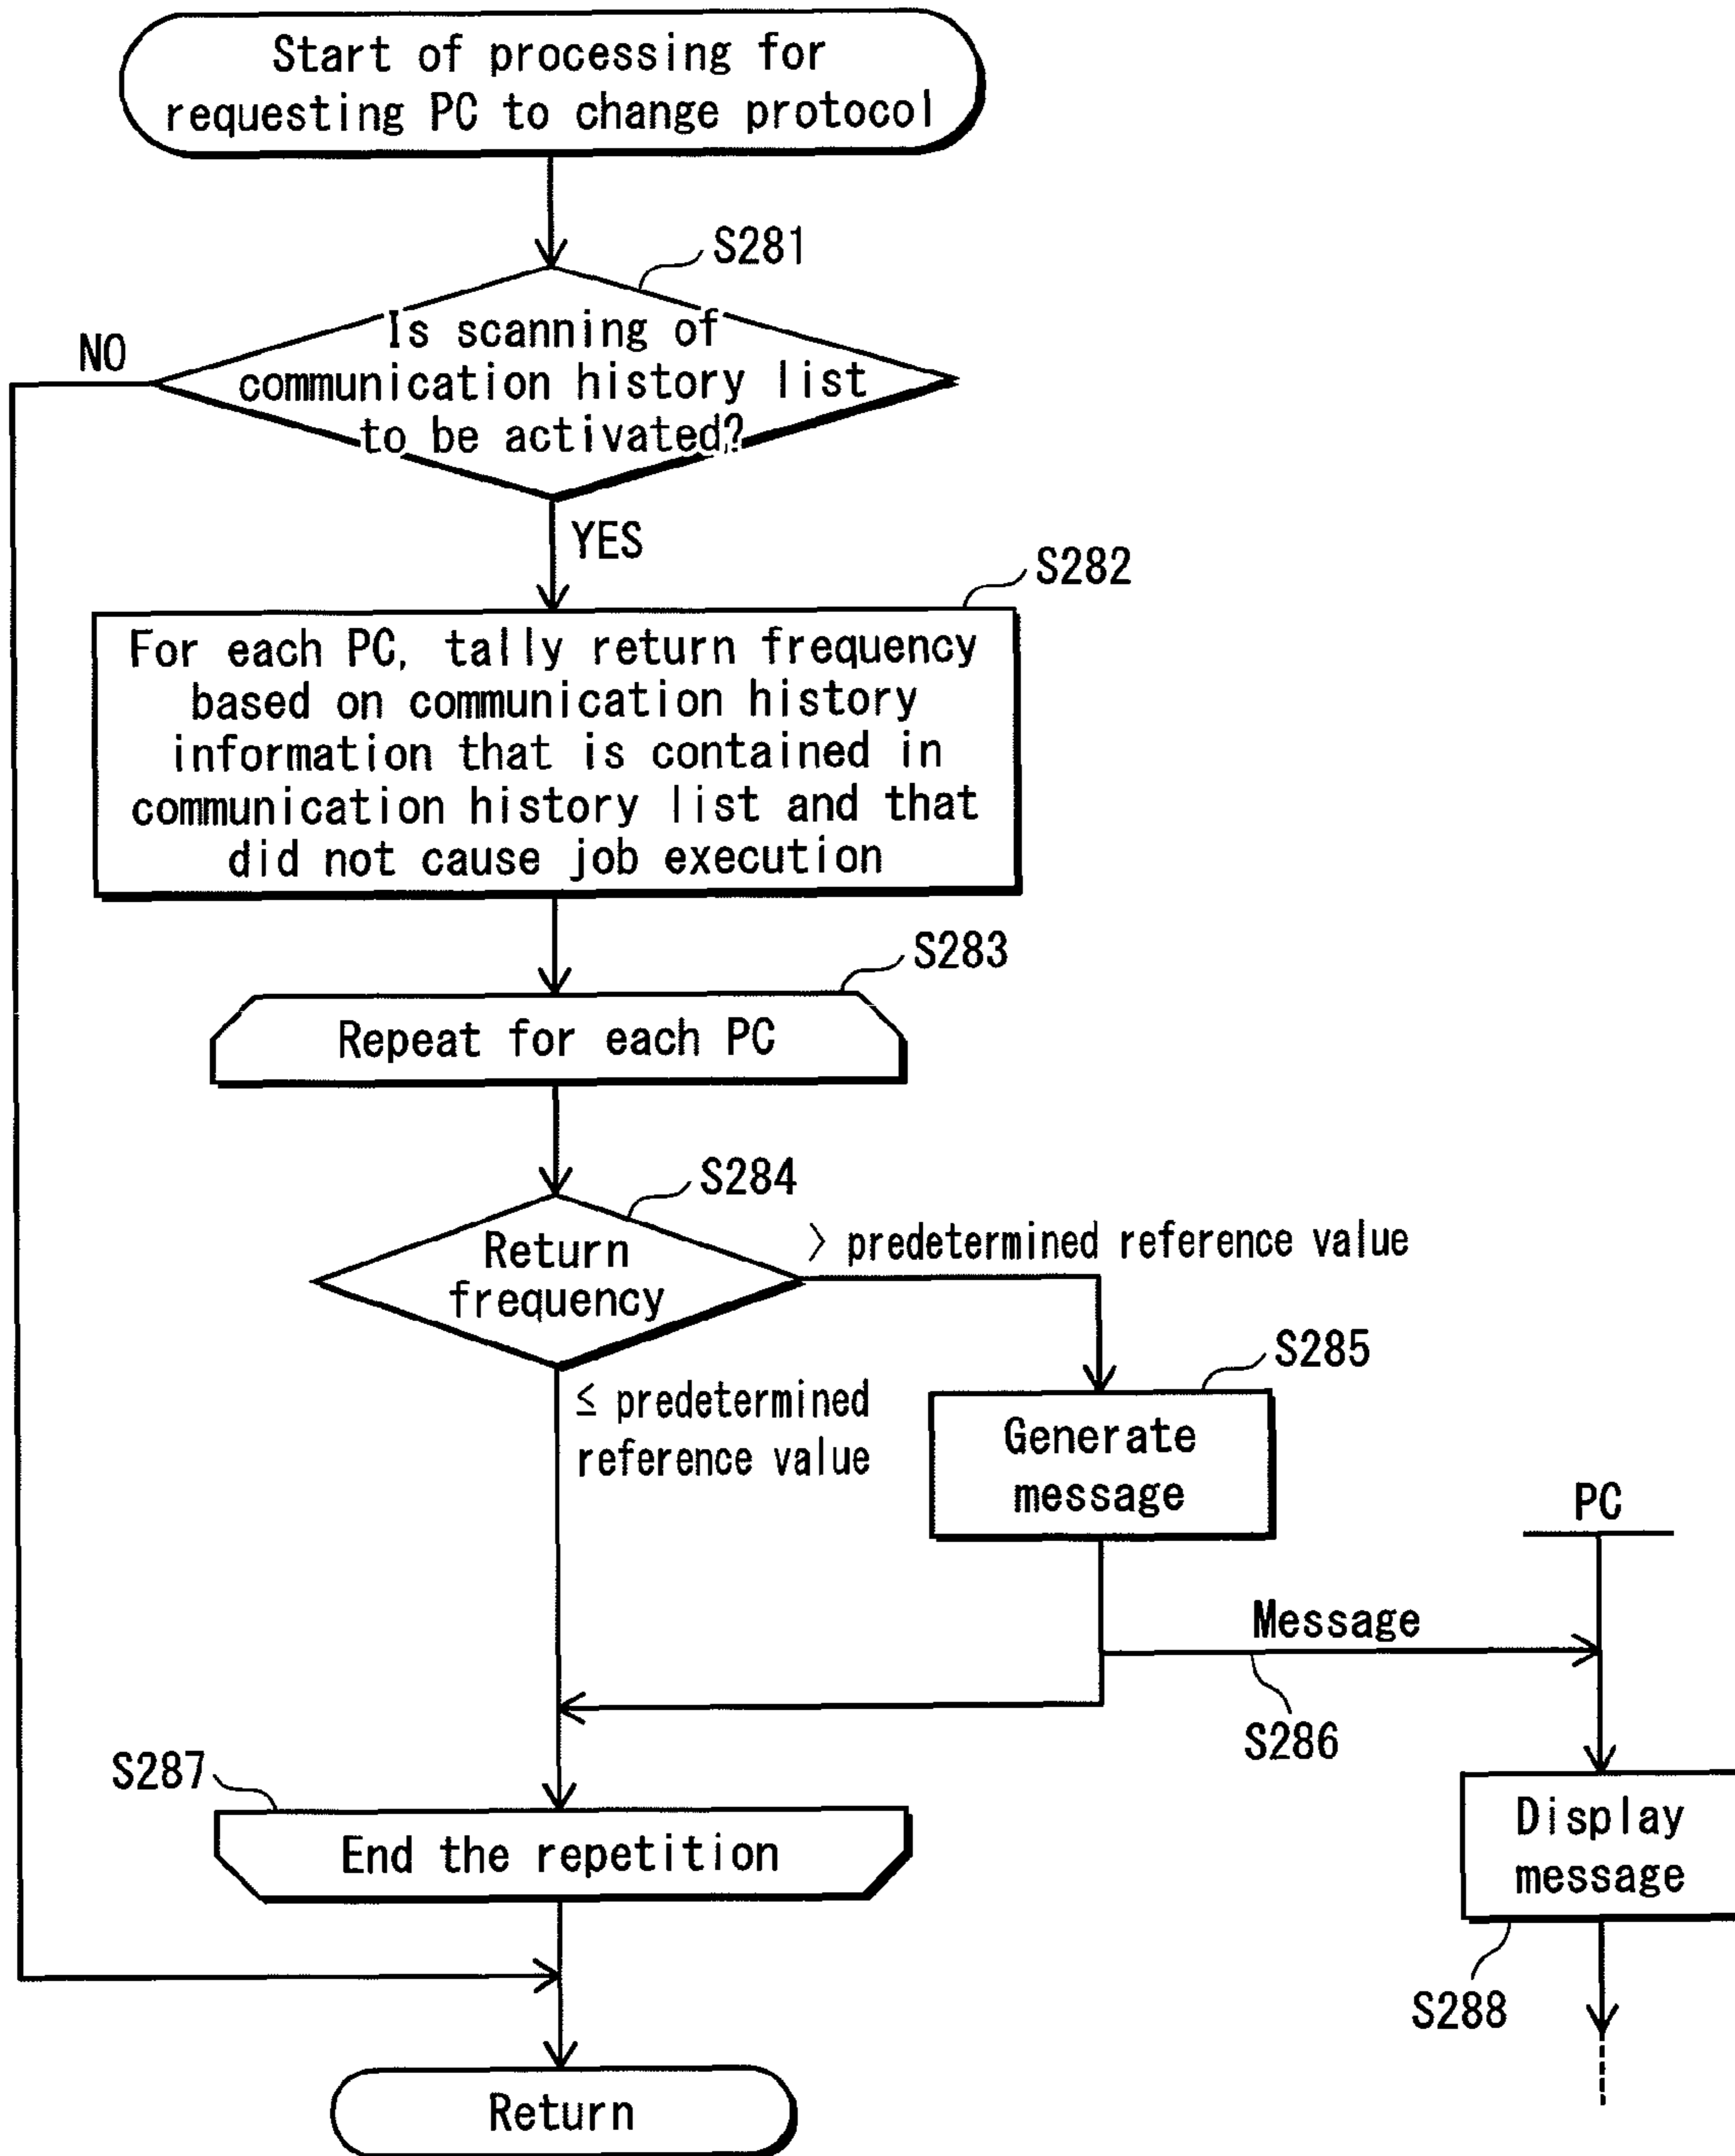 Start of processing for
requesting PC to change protocol
S281
NO
Is scanning of
communication history list
to be activated?
YES
S282
For each PC, tally return frequency
based on communication history
information that is contained in
communication history list and that
did not cause job execution
S283
Repeat for each PC
S284
Return
frequency
> predetermined reference value
≤ predetermined
reference value
S285
Generate
message
PC
Message
S286
S287
End the repetition
Display
message
S288
Return